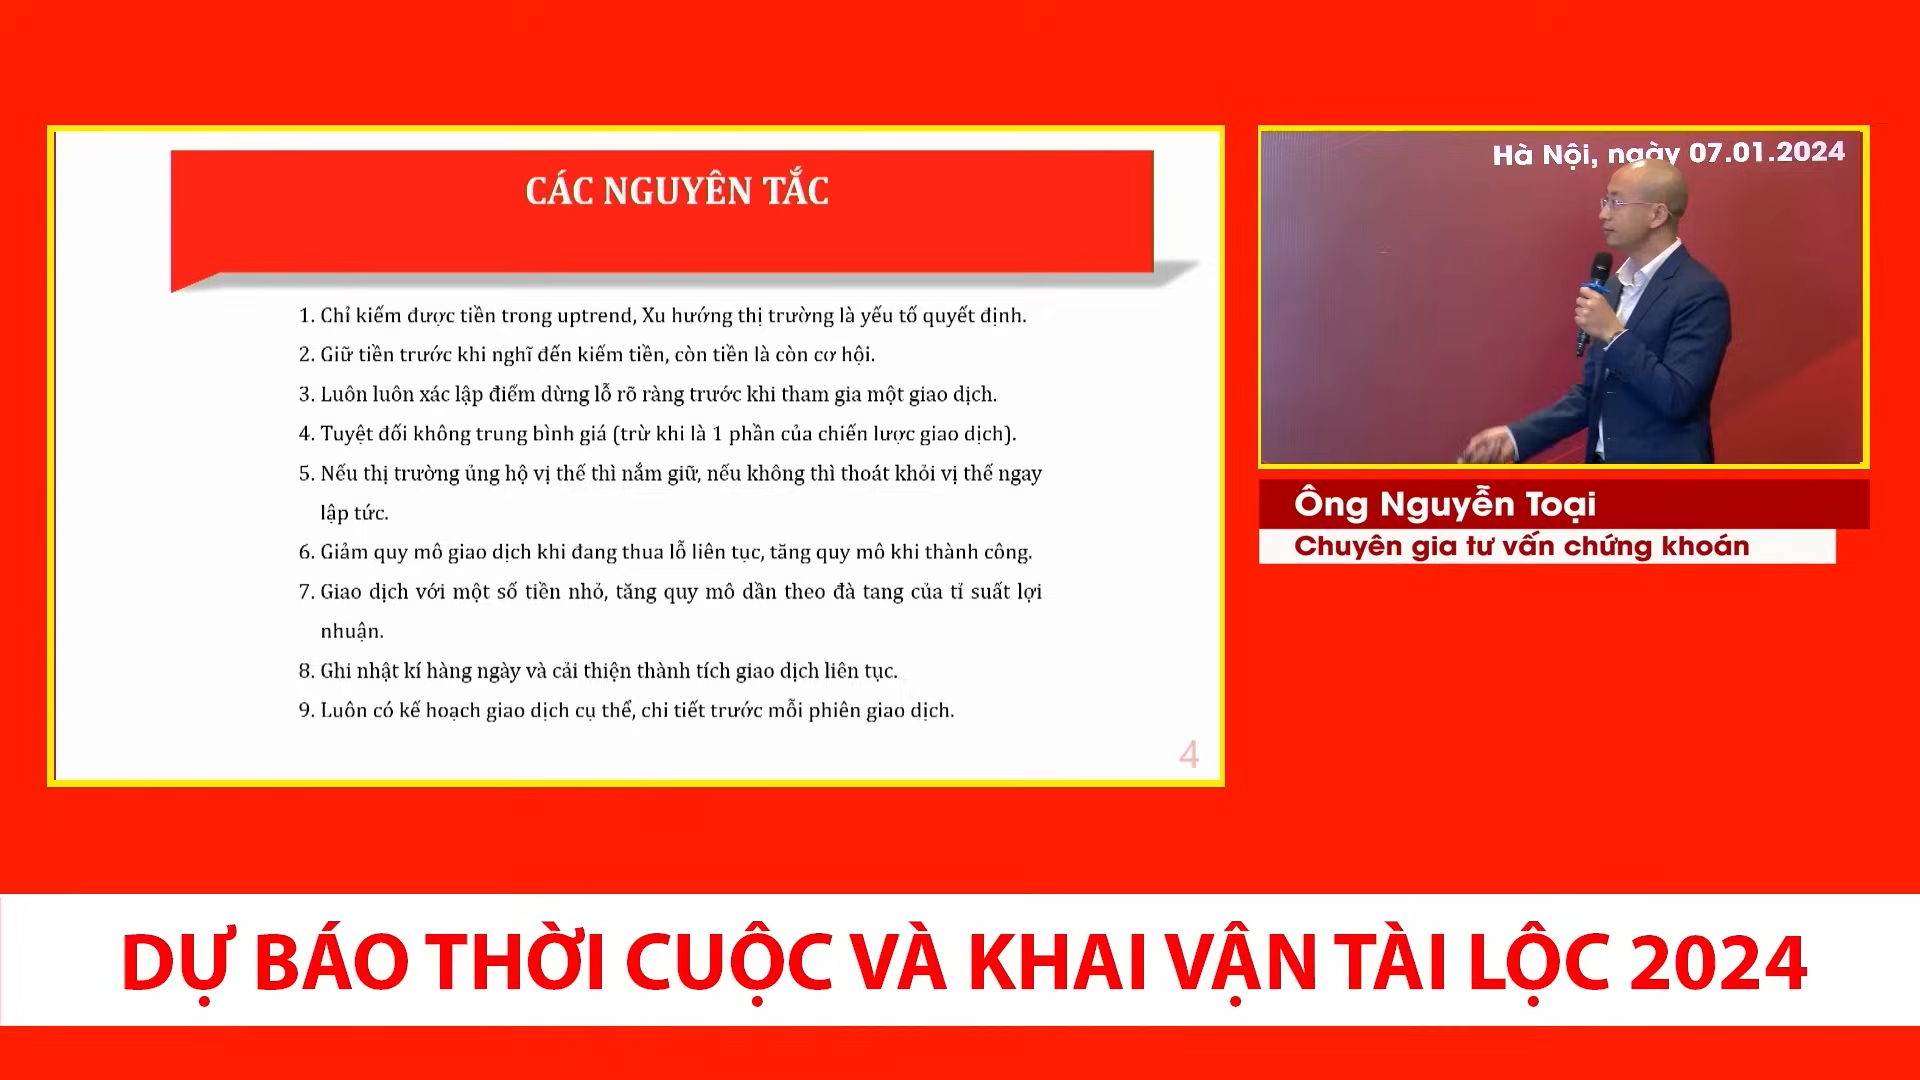 CÁC NGUYÊN TẮC
1. Chỉ kiếm được tiền trong uptrend, Xu hướng thị trường là yếu tố quyết định.
2. Giữ tiền trước khi nghĩ đến kiếm tiền, còn tiền là còn cơ hội.
3. Luôn luôn xác lập điểm dừng lỗ rõ ràng trước khi tham gia một giao dịch.
4. Tuyệt đối không trung bình giá (trừ khi là 1 phần của chiến lược giao dịch).
5. Nếu thị trường ủng hộ vị thế thì nắm giữ, nếu không thì thoát khỏi vị thế ngay
lập tức.
6. Giảm quy mô giao dịch khi đang thua lỗ liên tục, tăng quy mô khi thành công.
7. Giao dịch với một số tiền nhỏ, tăng quy mô dần theo đà tang của tỉ suất lợi
nhuận.
8. Ghi nhật kí hàng ngày và cải thiện thành tích giao dịch liên tục.
9. Luôn có kế hoạch giao dịch cụ thể, chi tiết trước mỗi phiên giao dịch.
4
Hà Nội, ngày 07.01.2024
Ông Nguyễn Toại
Chuyên gia tư vấn chứng khoán
DỰ BÁO THỜI CUỘC VÀ KHAI VẬN TÀI LỘC 2024